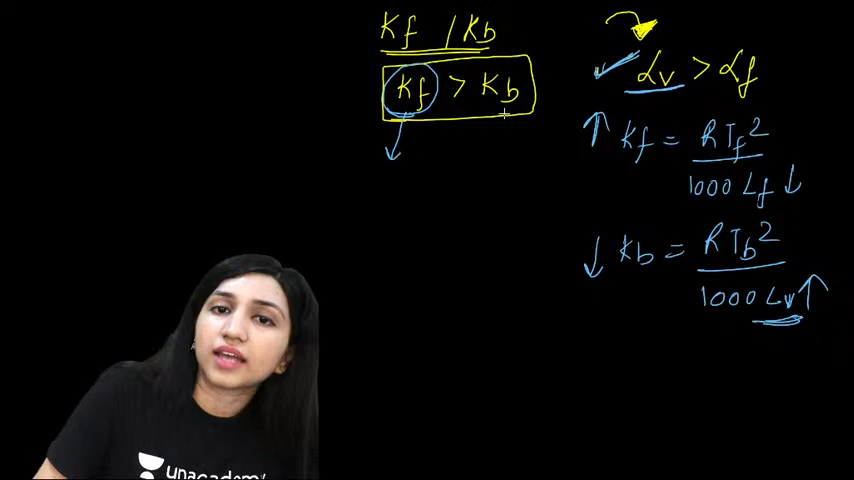 Kf / Kb
Kf > Kb
Lv > Lf
Kf = RTf²
1000 Lf
Kb = RTb²
1000 Lv
unacademy